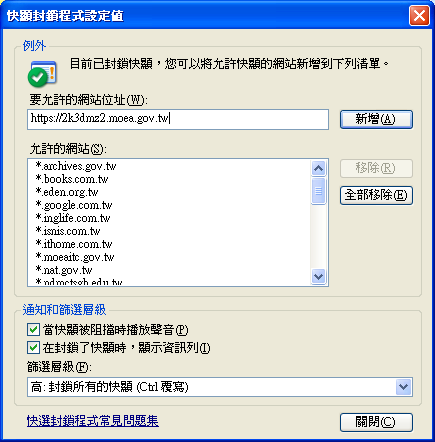 快顯封鎖程式設定值
例外
目前已封鎖快顯，您可以將允許快顯的網站新增到下列清單。
要允許的網站位址(W):
https://2k3dmz2.moea.gov.tw
新增(A)
允許的網站(S):
*.archives.gov.tw
*.books.com.tw
*.eden.org.tw
*.google.com.tw
*.inglife.com.tw
*.isnis.com.tw
*.ithome.com.tw
*.moeaitc.gov.tw
*.nat.gov.tw
*.ndmctsgh.edu.tw
移除(R)
全部移除(E)
通知和篩選層級
當快顯被阻擋時播放聲音(P)
在封鎖了快顯時，顯示資訊列(I)
篩選層級(F):
高: 封鎖所有的快顯 (Ctrl 覆寫)
快選封鎖程式常見問題集
關閉(C)